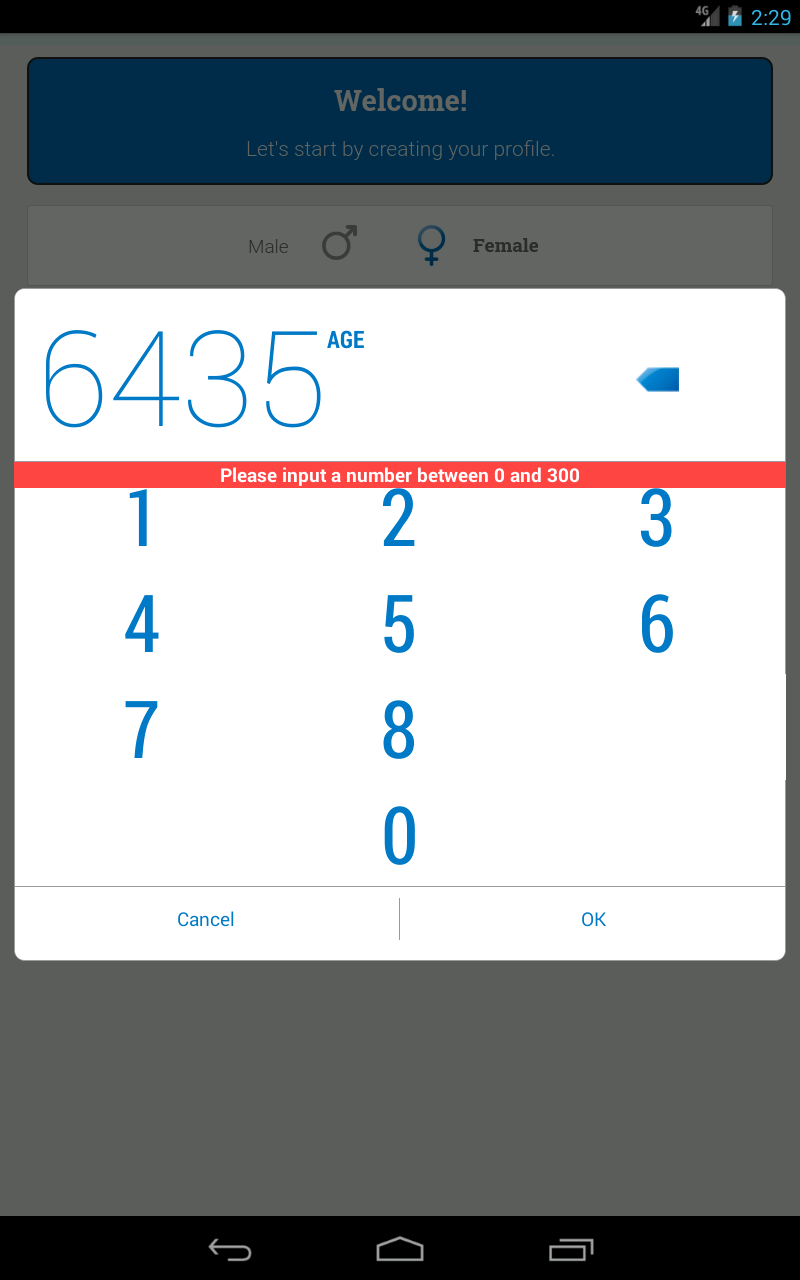 4G 2:29
Welcome!
Let's start by creating your profile.
Male Female
6435 AGE
Please input a number between 0 and 300
1 2 3
4 5 6
7 8
0
Cancel OK